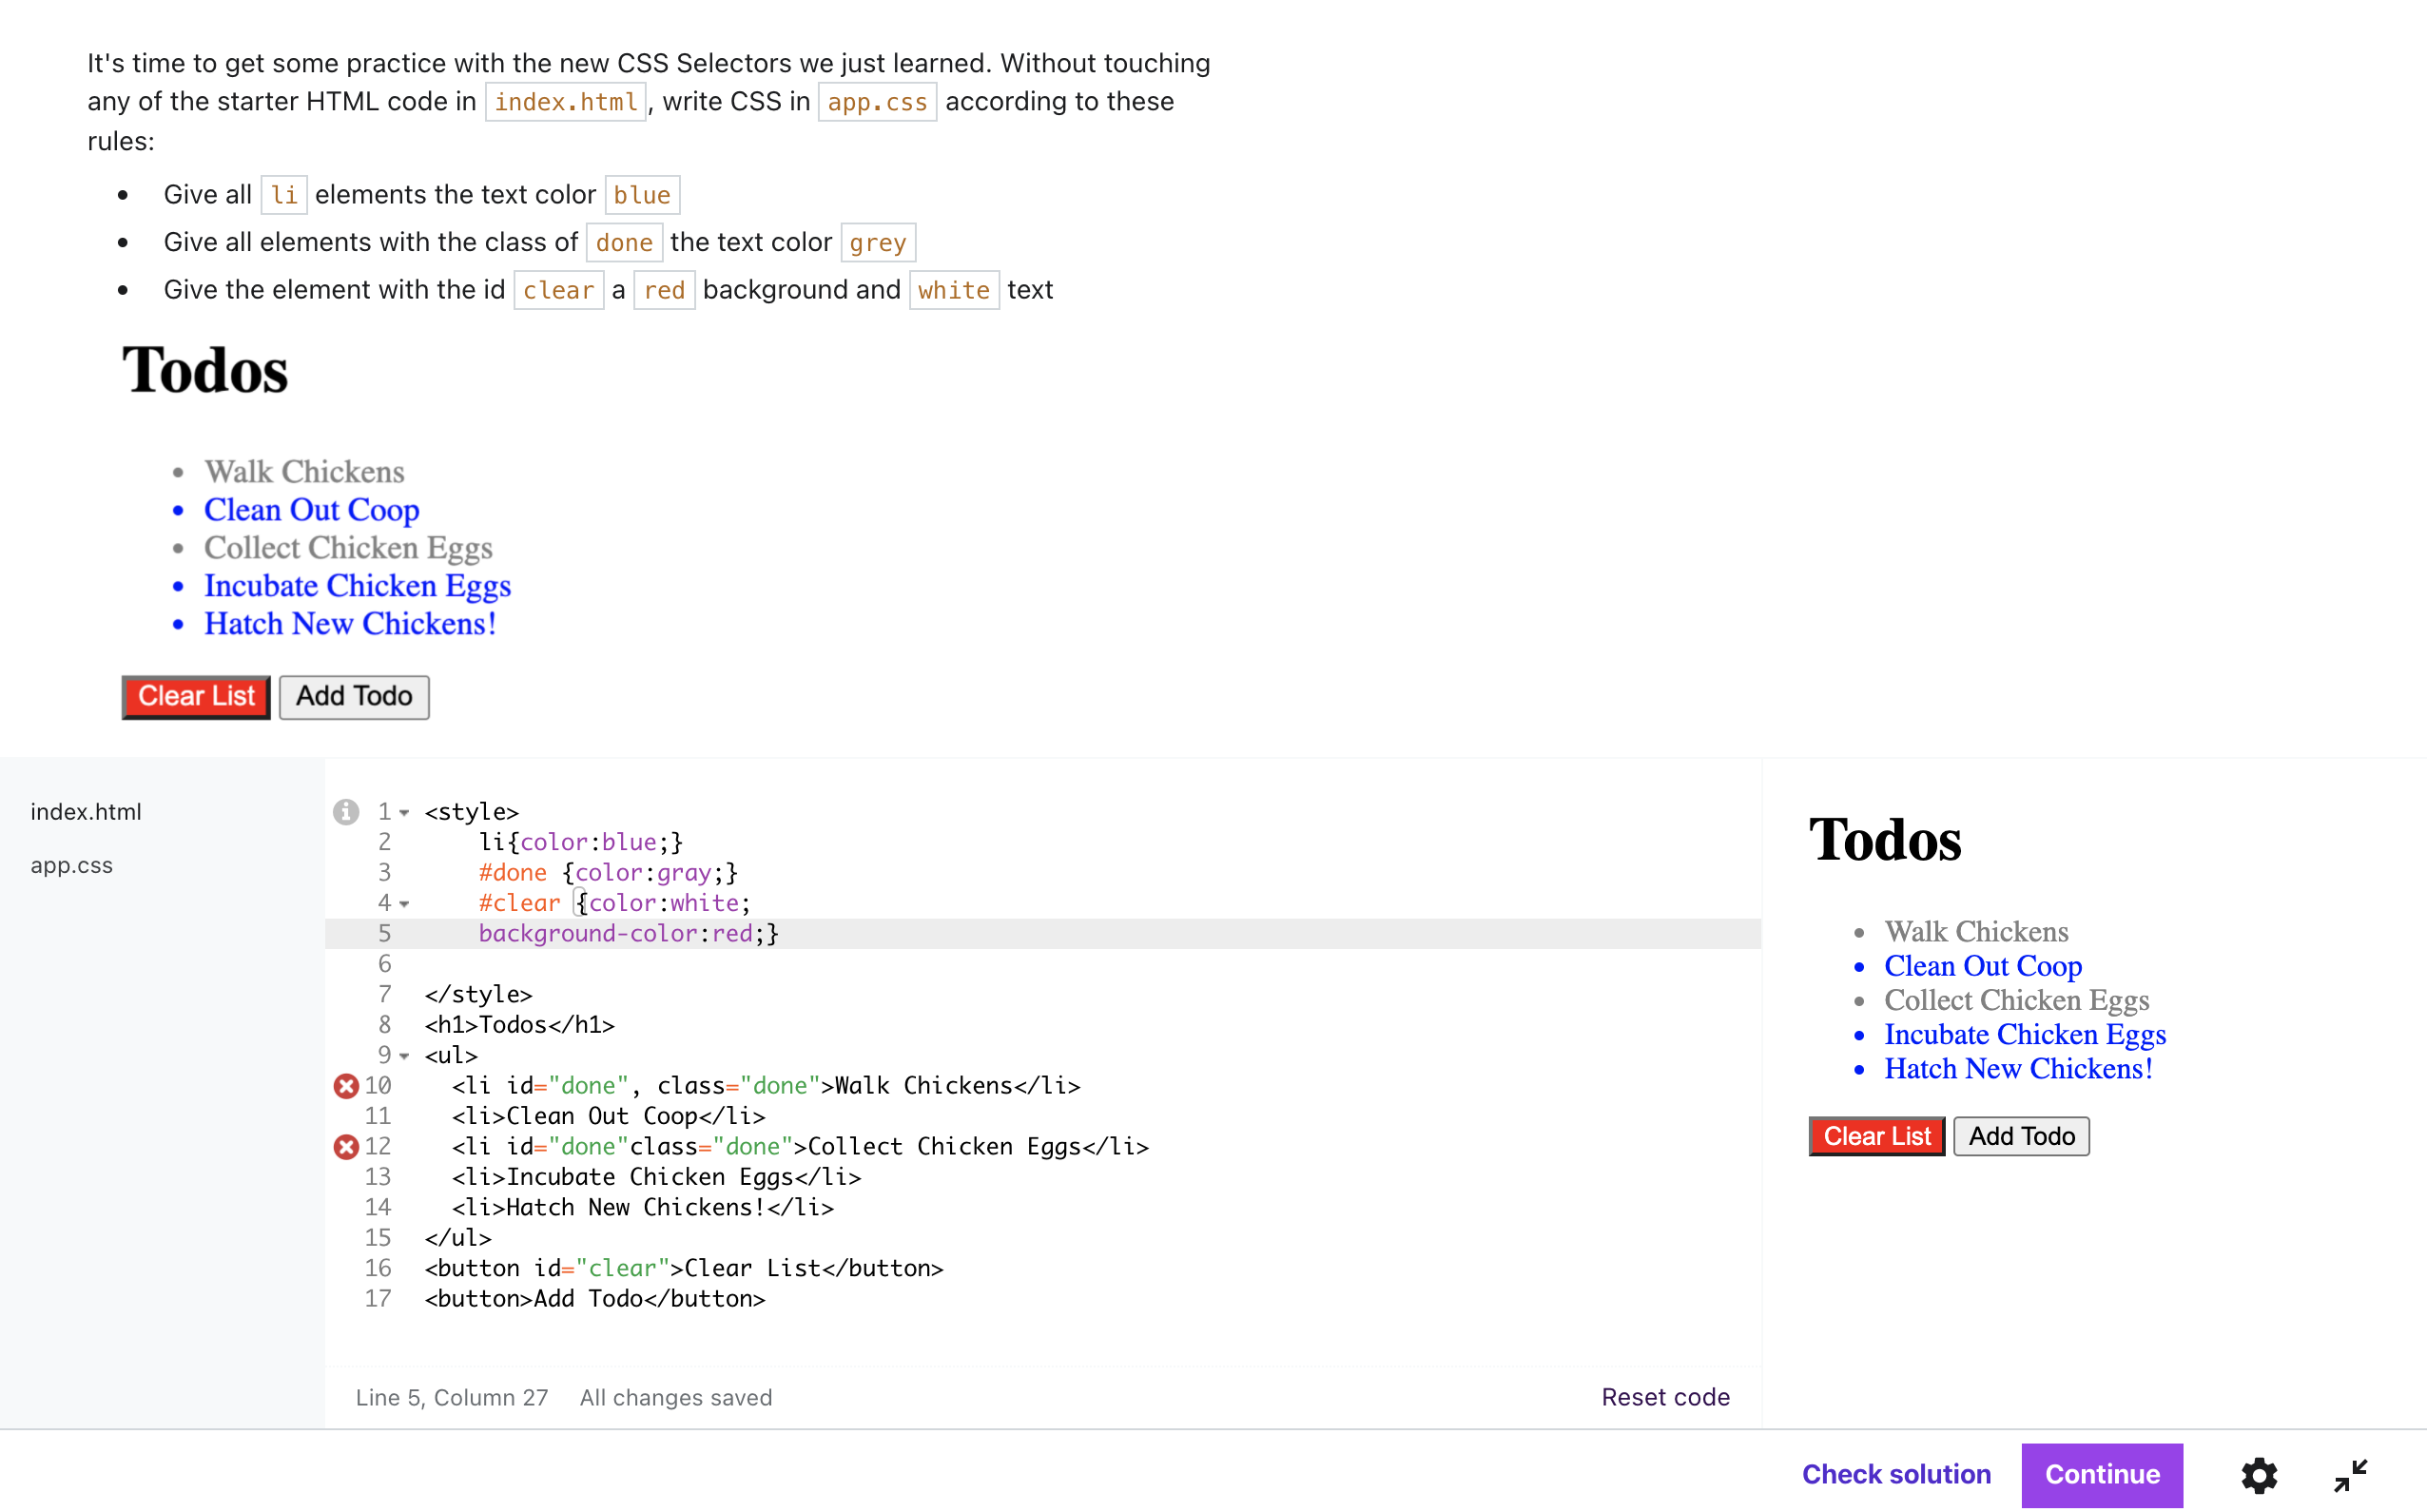 It's time to get some practice with the new CSS Selectors we just learned. Without touching
any of the starter HTML code in index.html, write CSS in app.css according to these
rules:
• Give all li elements the text color blue
• Give all elements with the class of done the text color grey
• Give the element with the id clear a red background and white text
Todos
• Walk Chickens
• Clean Out Coop
• Collect Chicken Eggs
• Incubate Chicken Eggs
• Hatch New Chickens!
Clear List Add Todo
index.html
app.css
1 <style>
2     li{color:blue;}
3     #done {color:gray;}
4     #clear {color:white;
5     background-color:red;}
6
7 </style>
8 <h1>Todos</h1>
9 <ul>
10   <li id="done", class="done">Walk Chickens</li>
11   <li>Clean Out Coop</li>
12   <li id="done"class="done">Collect Chicken Eggs</li>
13   <li>Incubate Chicken Eggs</li>
14   <li>Hatch New Chickens!</li>
15 </ul>
16 <button id="clear">Clear List</button>
17 <button>Add Todo</button>
Line 5, Column 27 All changes saved
Reset code
Todos
• Walk Chickens
• Clean Out Coop
• Collect Chicken Eggs
• Incubate Chicken Eggs
• Hatch New Chickens!
Clear List Add Todo
Check solution Continue